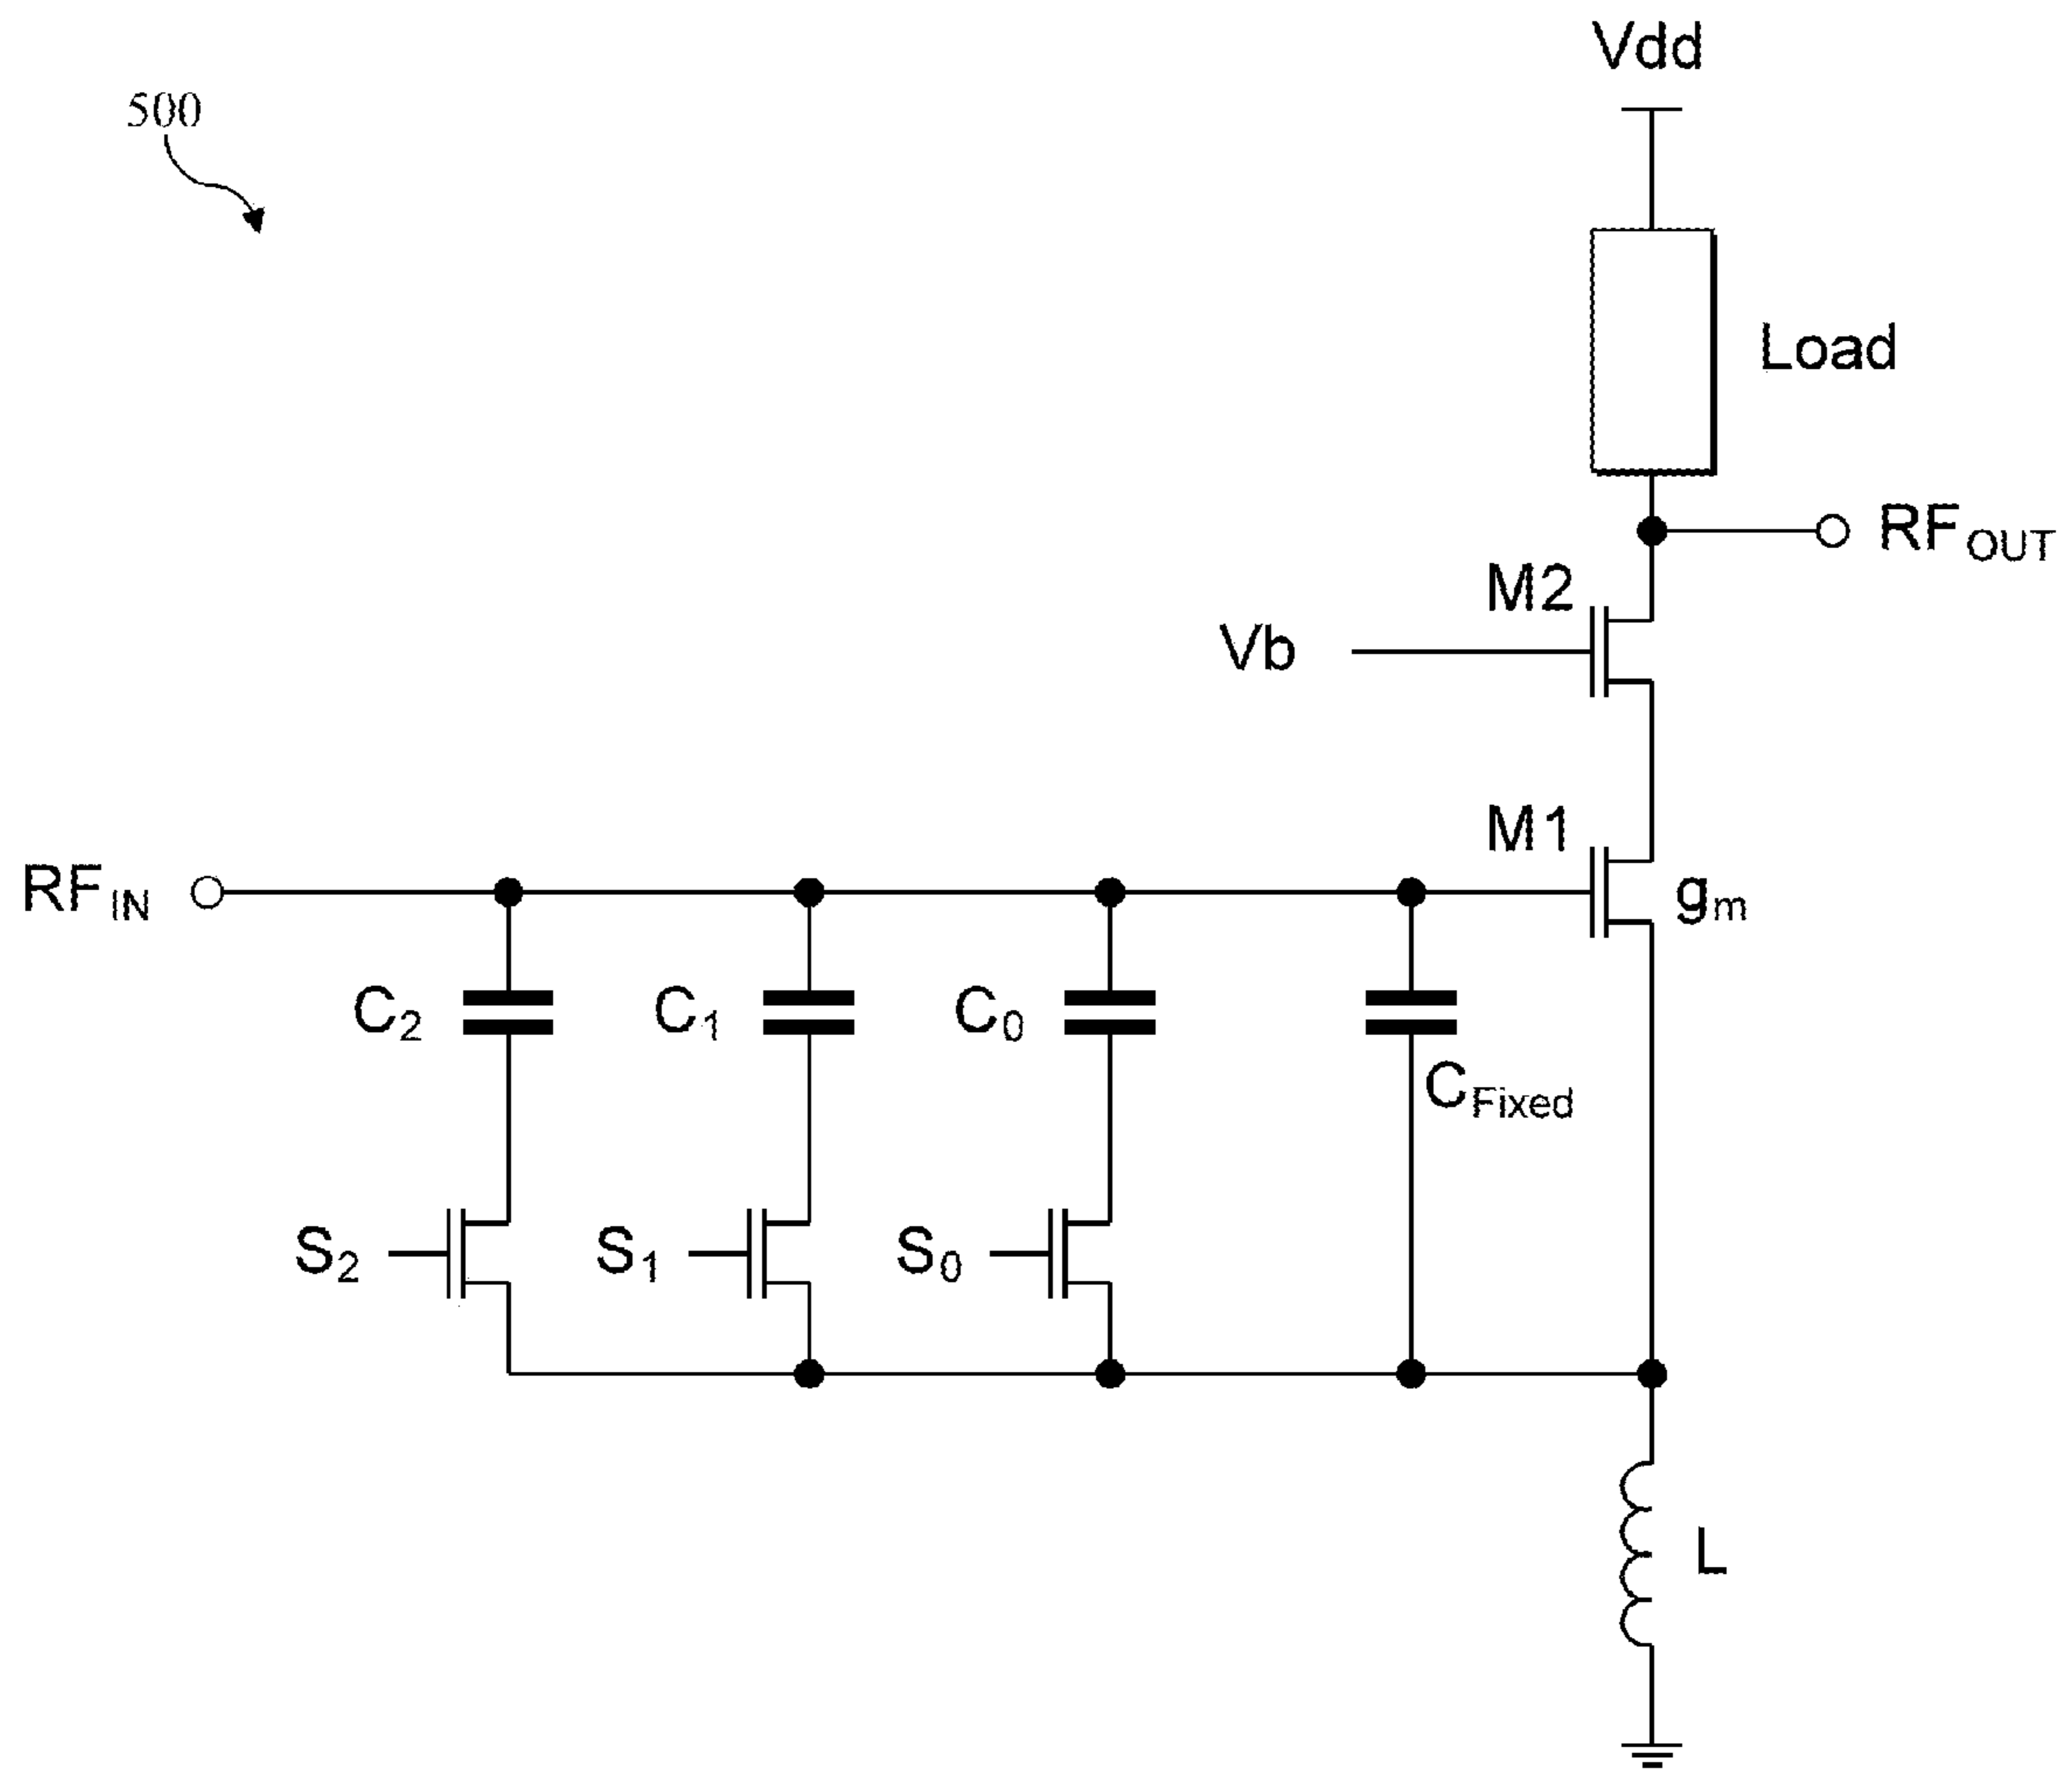 Vdd
500
Load
RF_OUT
M2
Vb
M1
RF_IN
g_m
C_2
C_1
C_0
C_Fixed
S_2
S_1
S_0
L